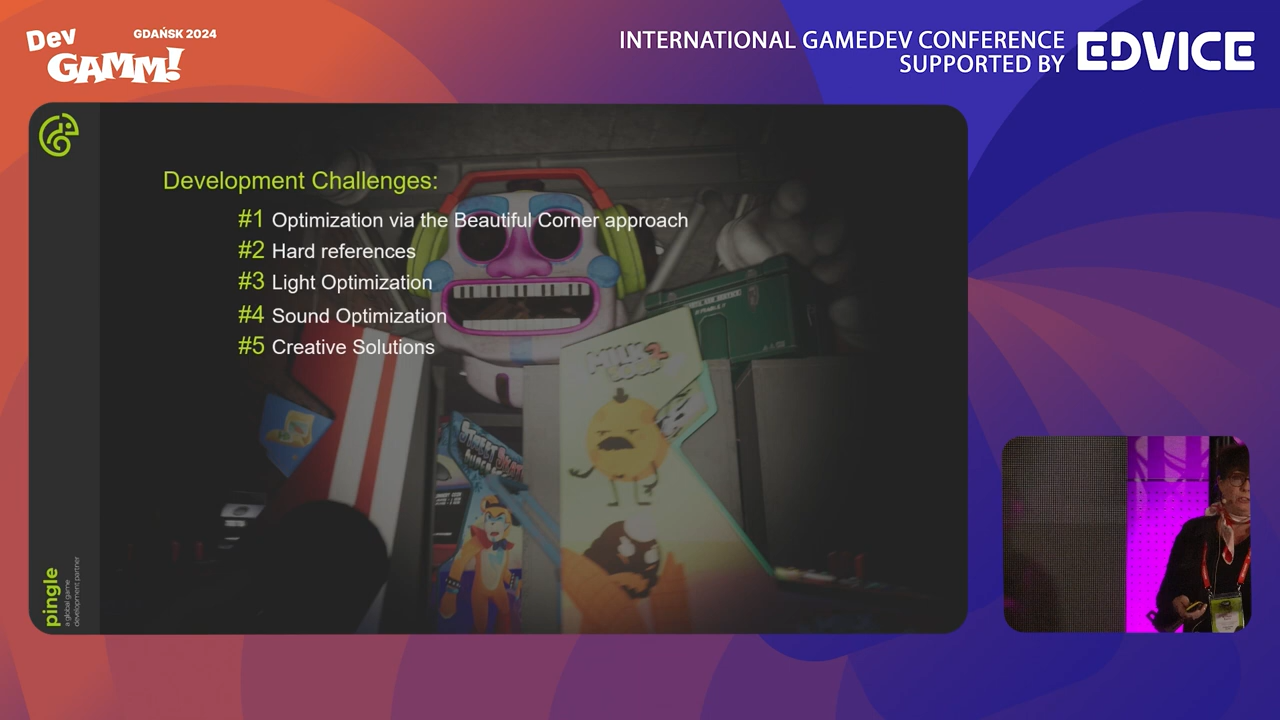 Dev
GAMM!
GDAŃSK 2024
INTERNATIONAL GAMEDEV CONFERENCE
SUPPORTED BY
EDVICE
Development Challenges:
#1 Optimization via the Beautiful Corner approach
#2 Hard references
#3 Light Optimization
#4 Sound Optimization
#5 Creative Solutions
pingle
a global game
development partner